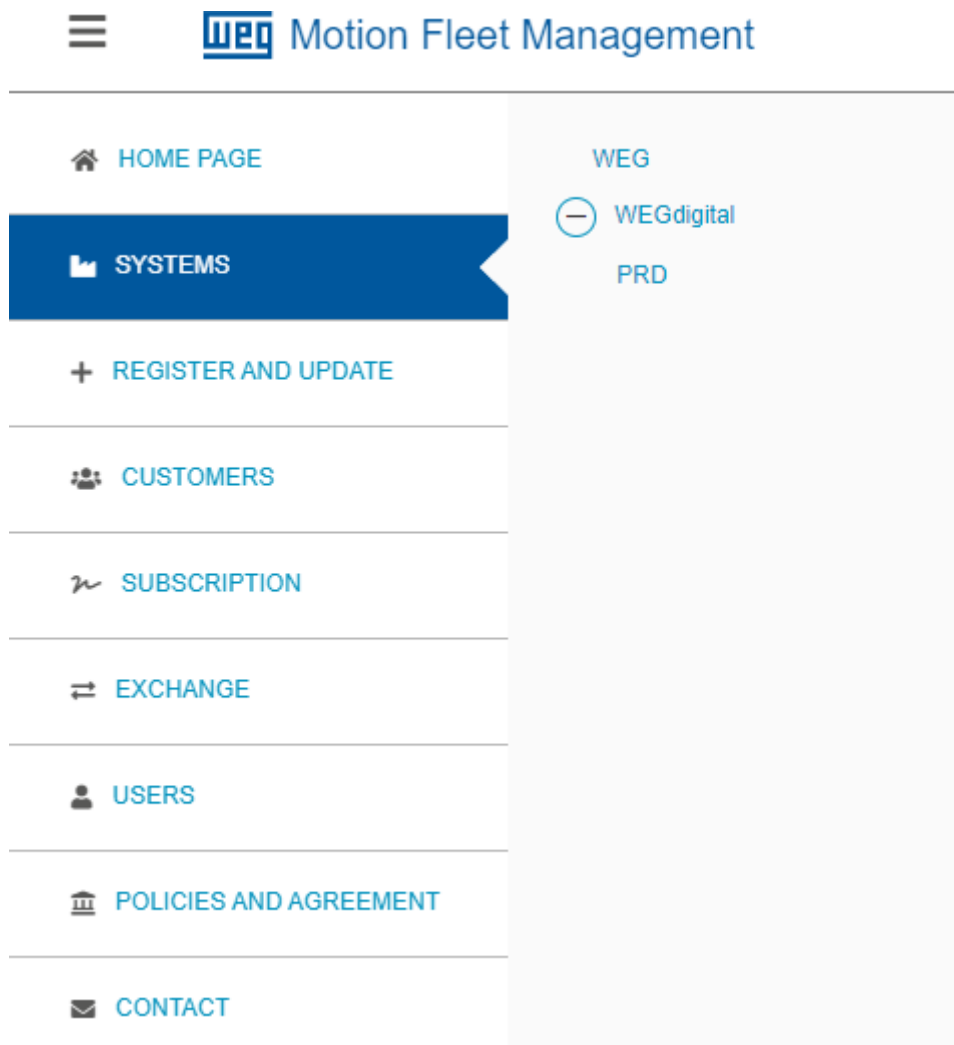 WEG Motion Fleet Management
HOME PAGE
SYSTEMS
REGISTER AND UPDATE
CUSTOMERS
SUBSCRIPTION
EXCHANGE
USERS
POLICIES AND AGREEMENT
CONTACT
WEG
WEGdigital
PRD